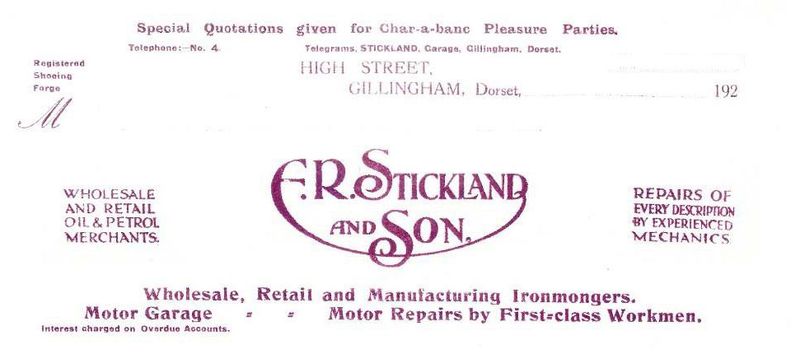 Special Quotations given for Char-a-banc Pleasure Parties.
Telephone:—No. 4. Telegrams, STICKLAND, Garage, Gillingham, Dorset.
Registered
Shoeing
Forge
HIGH STREET,
GILLINGHAM, Dorset, 192
M
F. R. STICKLAND
AND SON,
WHOLESALE
AND RETAIL
OIL & PETROL
MERCHANTS.
REPAIRS OF
EVERY DESCRIPTION
BY EXPERIENCED
MECHANICS
Wholesale, Retail and Manufacturing Ironmongers.
Motor Garage = = Motor Repairs by First=class Workmen.
Interest charged on Overdue Accounts.